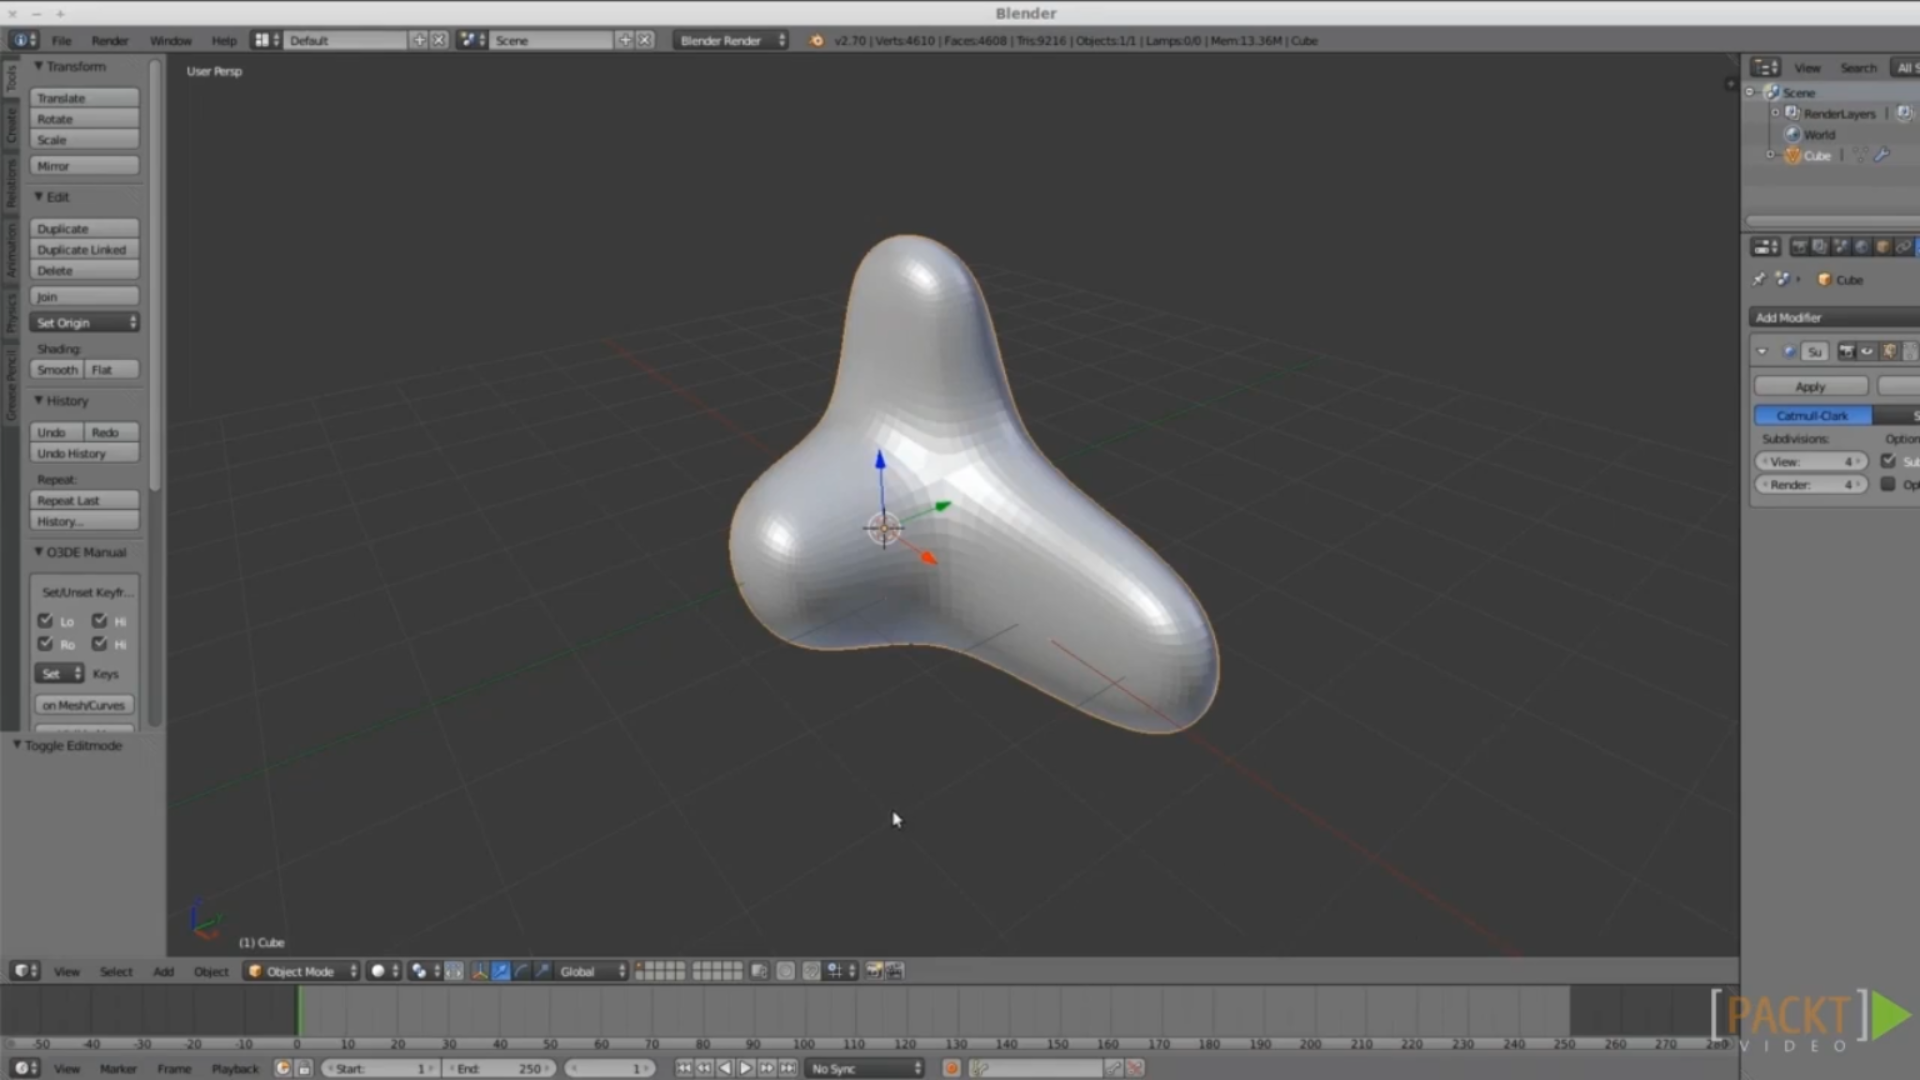 Blender
File Render Window Help Default Scene Blender Render v2.70 | Verts:4610 | Faces:4608 | Tris:9216 | Objects:1/1 | Lamps:0/0 | Mem:13.36M | Cube
Tools
Create
Relations
Animation
Physics
Grease Pencil
Transform
Translate
Rotate
Scale
Mirror
Edit
Duplicate
Duplicate Linked
Delete
Join
Set Origin
Shading:
Smooth Flat
History
Undo Redo
Undo History
Repeat:
Repeat Last
History...
O3DE Manual
Set/Unset Keyfr...
Lo Hi
Ro Hi
Set Keys
on Mesh/Curves
Toggle Editmode
User Persp
(1) Cube
View Search All S
Scene
RenderLayers |
World
Cube |
Cube
Add Modifier
Su
Apply
Catmull-Clark S
Subdivisions: Option
View: 4 Sub
Render: 4 Op
View Select Add Object Object Mode Global
-50 -40 -30 -20 -10 0 10 20 30 40 50 60 70 80 90 100 110 120 130 140 150 160 170 180 190 200 210 220 230 240 250 260 270 280
View Marker Frame Playback Start: 1 End: 250 1 No Sync
[PACKT]
VIDEO